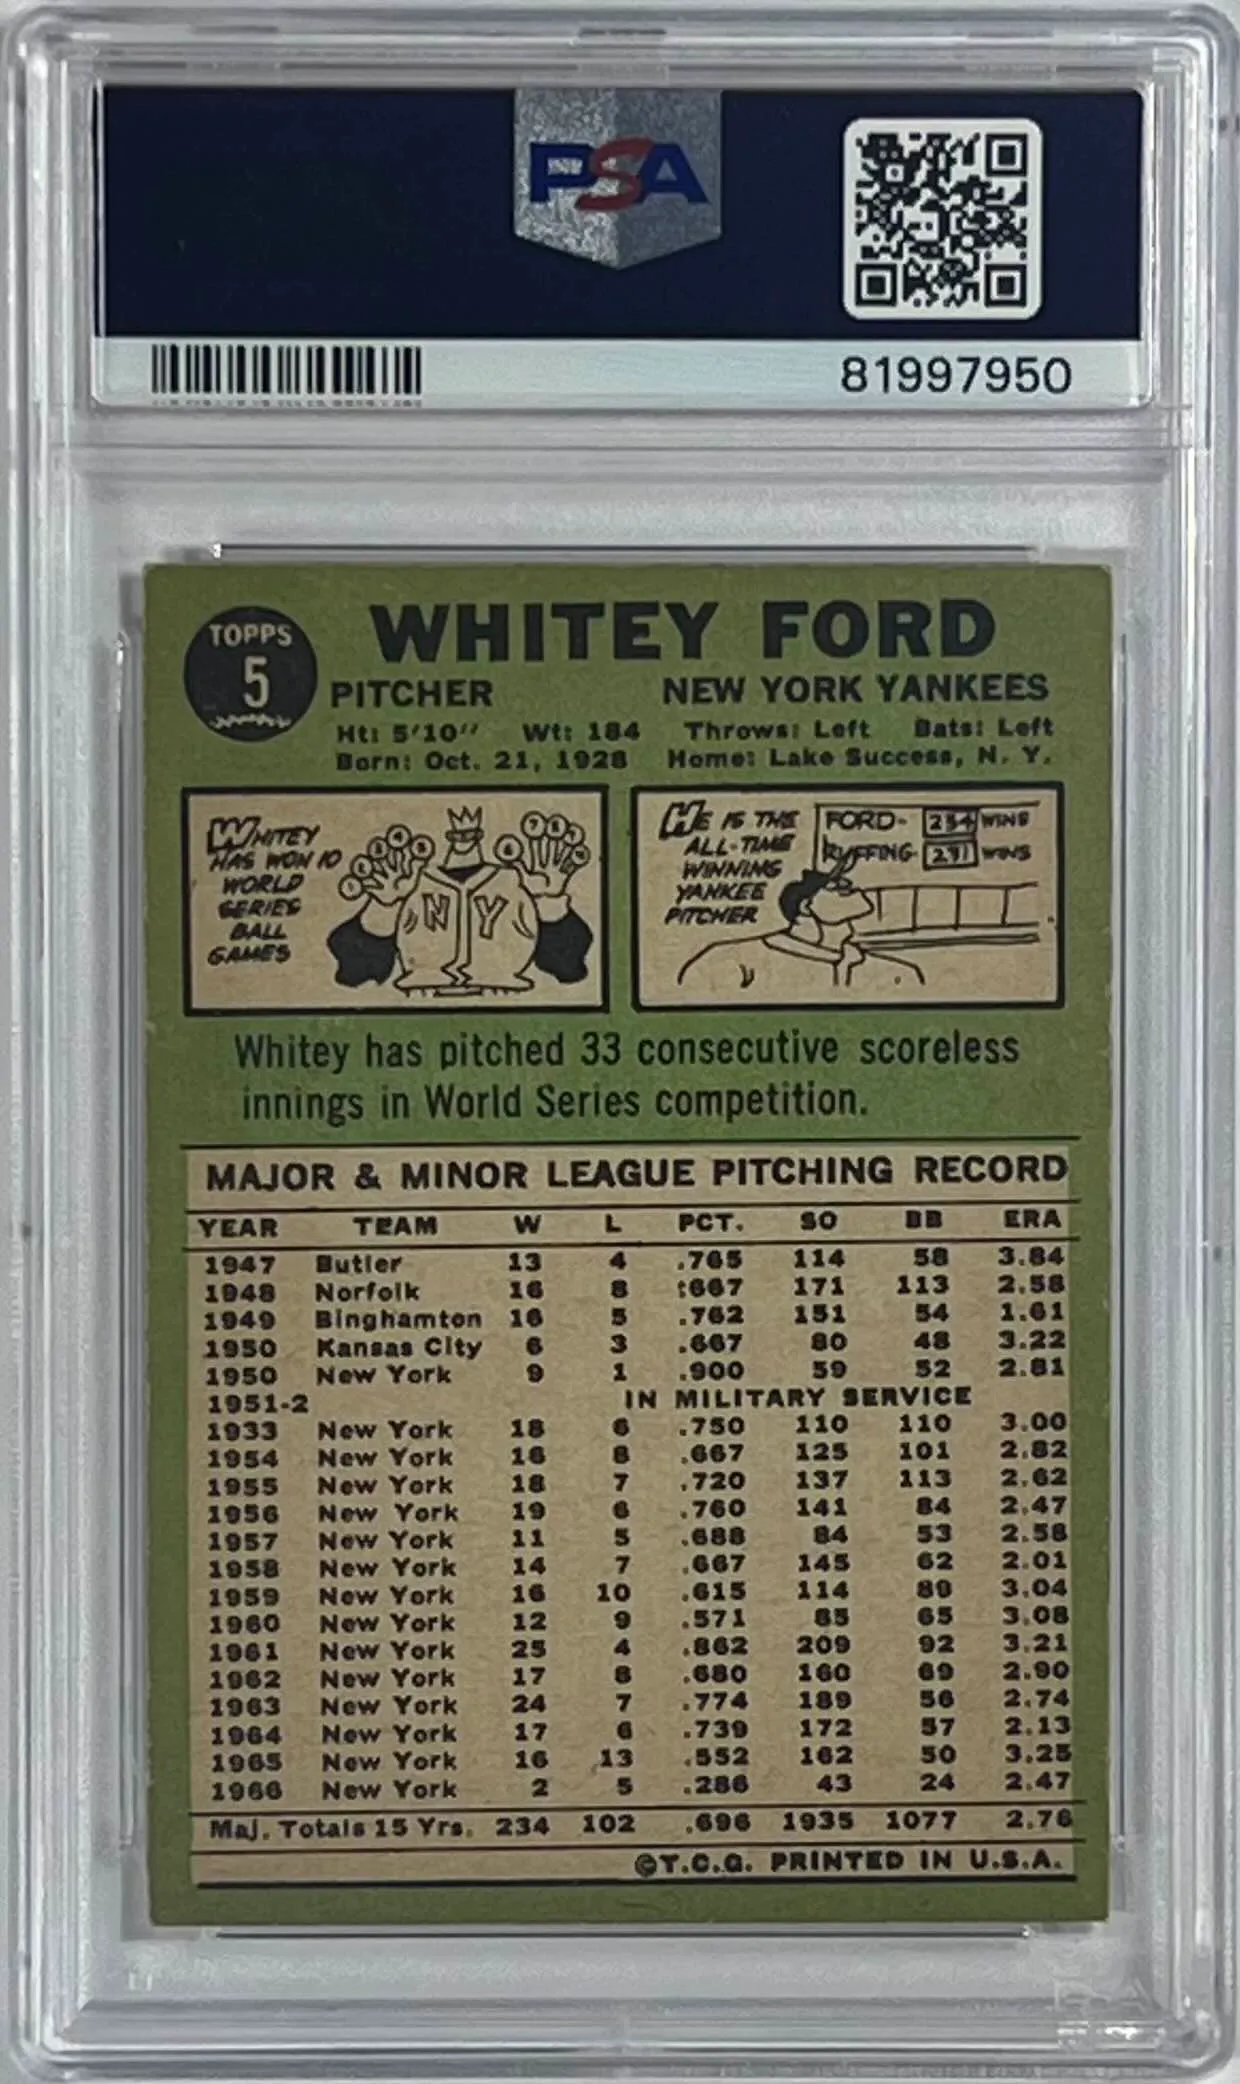 PSA
81997950
TOPPS
5
WHITEY FORD
PITCHER NEW YORK YANKEES
Ht: 5'10" Wt: 184 Throws: Left Bats: Left
Born: Oct. 21, 1928 Home: Lake Success, N. Y.
WHITEY
HAS WON 10
WORLD
SERIES
BALL
GAMES
1 2 3 4 5 6 7 8 9 10
NY
HE IS THE
ALL-TIME
WINNING
YANKEE
PITCHER
FORD- 234 WINS
RUFFING- 231 WINS
Whitey has pitched 33 consecutive scoreless
innings in World Series competition.
MAJOR & MINOR LEAGUE PITCHING RECORD
YEAR TEAM W L PCT. SO BB ERA
1947 Butler 13 4 .765 114 58 3.84
1948 Norfolk 16 8 .667 171 113 2.58
1949 Binghamton 16 5 .762 151 54 1.61
1950 Kansas City 6 3 .667 80 48 3.22
1950 New York 9 1 .900 59 52 2.81
1951-2 IN MILITARY SERVICE
1933 New York 18 6 .750 110 110 3.00
1954 New York 16 8 .667 125 101 2.82
1955 New York 18 7 .720 137 113 2.62
1956 New York 19 6 .760 141 84 2.47
1957 New York 11 5 .688 84 53 2.58
1958 New York 14 7 .667 145 62 2.01
1959 New York 16 10 .615 114 89 3.04
1960 New York 12 9 .571 85 65 3.08
1961 New York 25 4 .862 209 92 3.21
1962 New York 17 8 .680 160 69 2.90
1963 New York 24 7 .774 189 56 2.74
1964 New York 17 6 .739 172 57 2.13
1965 New York 16 13 .552 162 50 3.25
1966 New York 2 5 .286 43 24 2.47
Maj. Totals 15 Yrs. 234 102 .696 1935 1077 2.76
©T.C.G. PRINTED IN U.S.A.